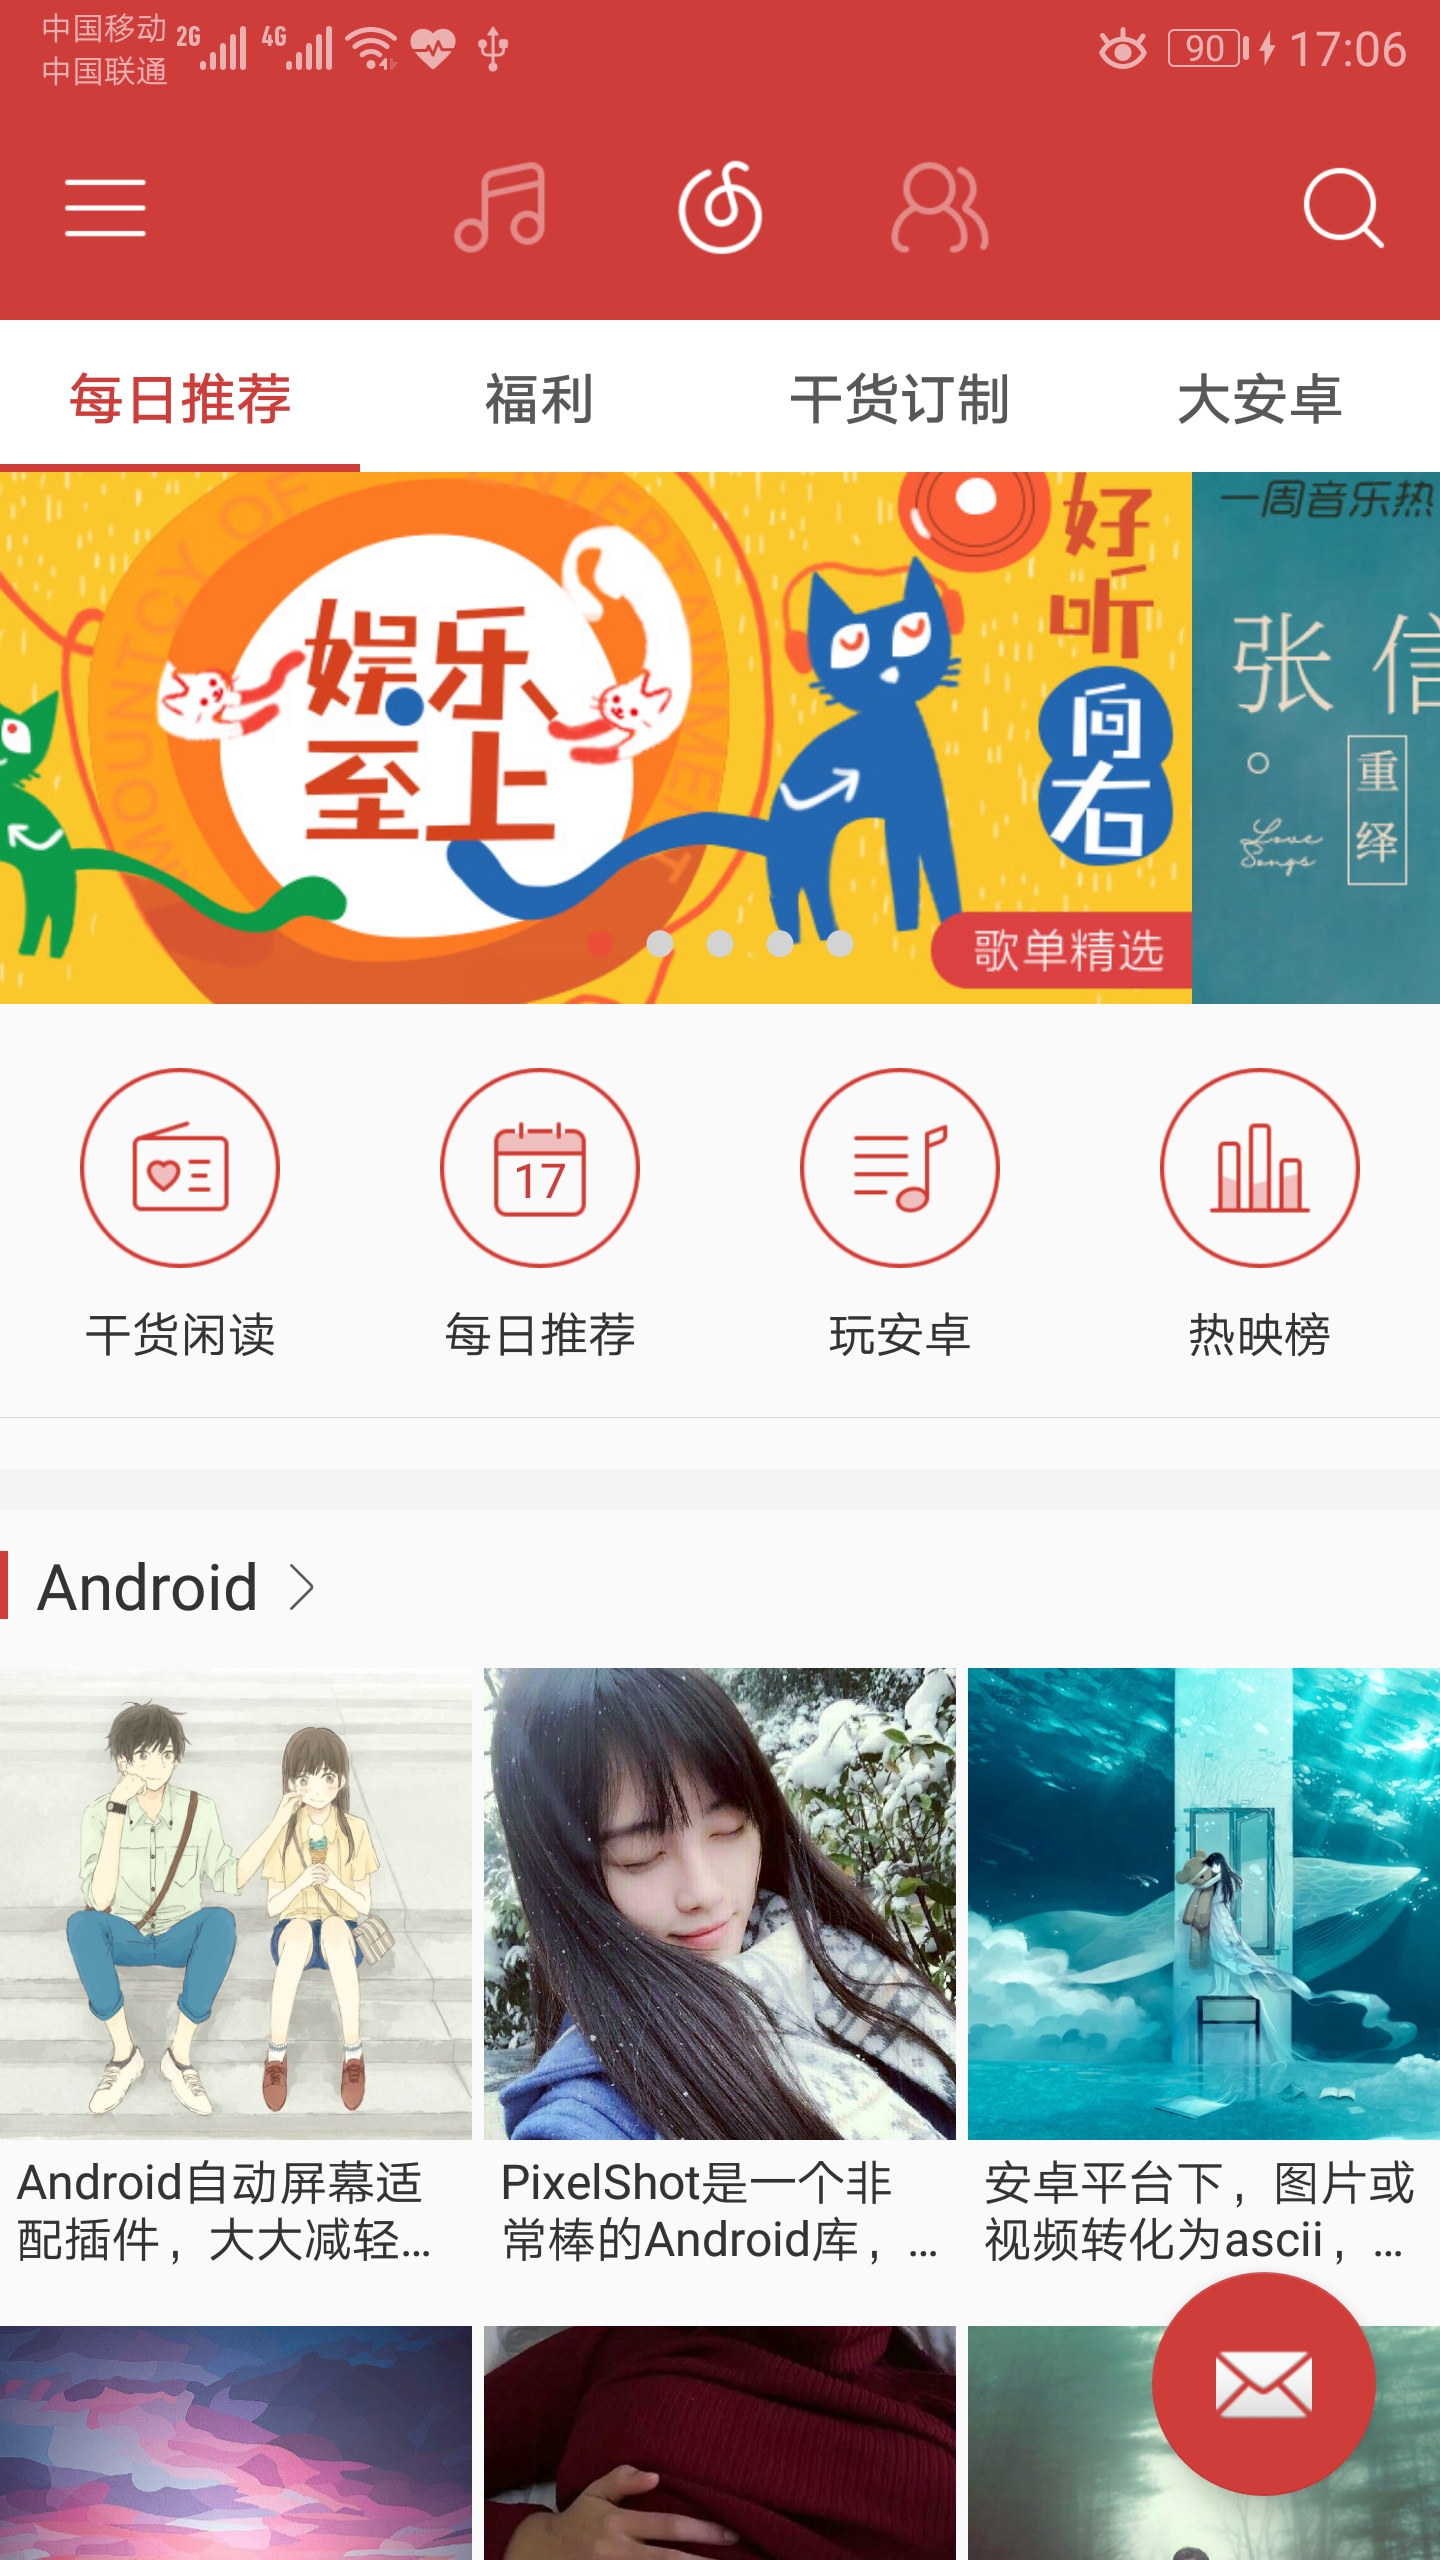 中国移动
中国联通
2G
4G
90
17:06
每日推荐 福利 干货订制 大安卓
MOUNTCY OF ENTERTAINMENT
娱乐
至上
好听
向右
歌单精选
一周音乐热
张信
重绎
Love
Songs
17
干货闲读 每日推荐 玩安卓 热映榜
Android
Android自动屏幕适
配插件，大大减轻...
PixelShot是一个非
常棒的Android库，...
安卓平台下，图片或
视频转化为ascii，...